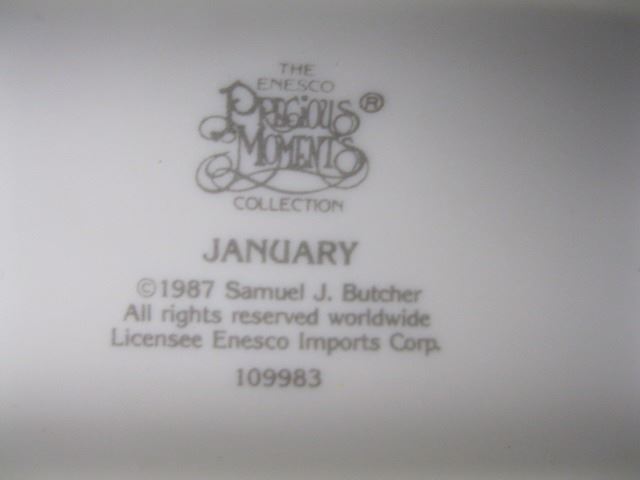 THE
ENESCO
PRECIOUS®
MOMENTS
COLLECTION
JANUARY
©1987 Samuel J. Butcher
All rights reserved worldwide
Licensee Enesco Imports Corp.
109983